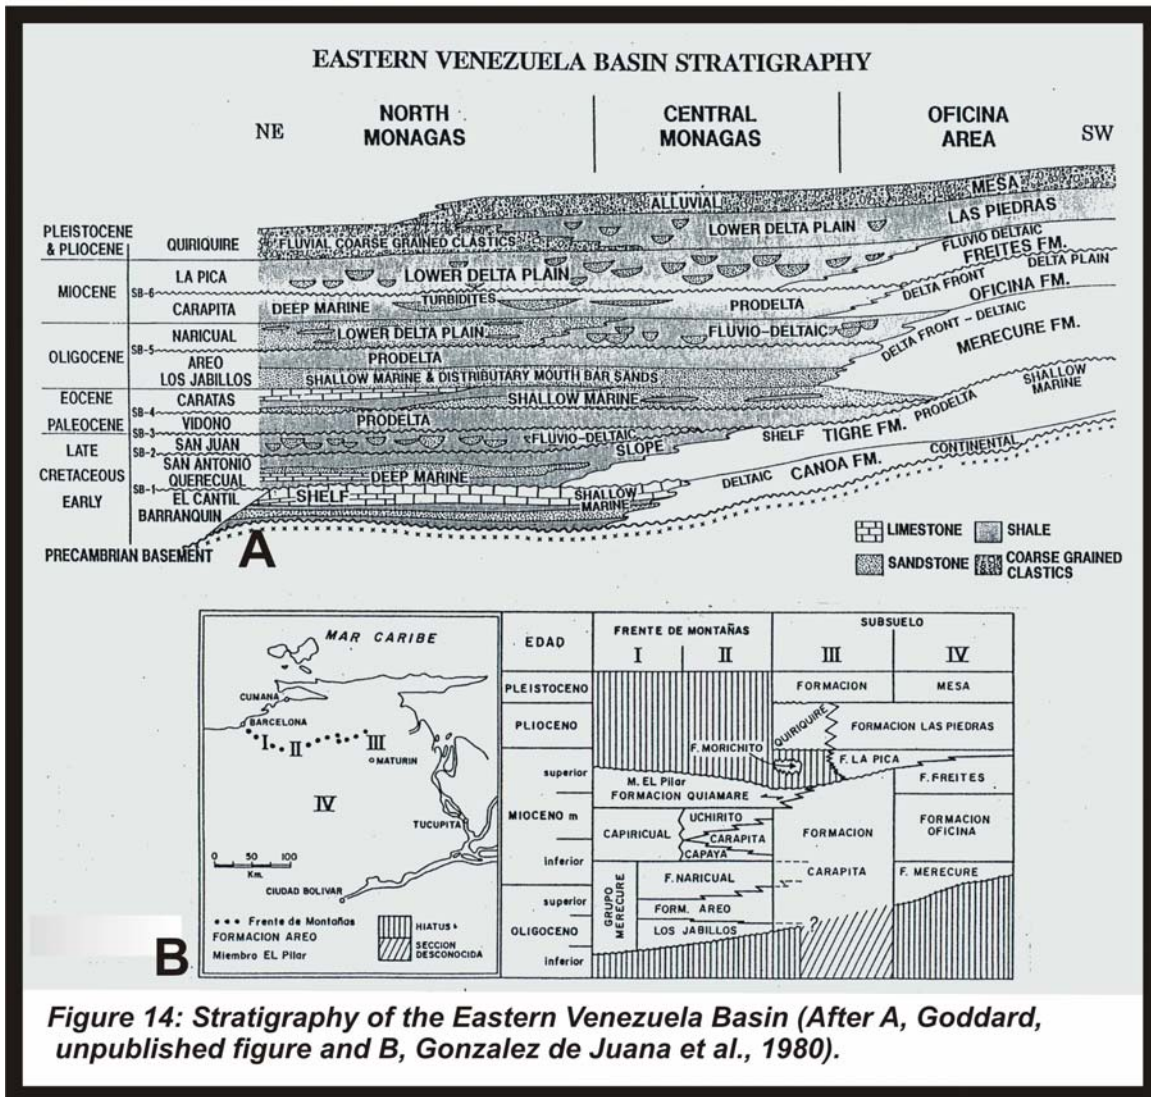 EASTERN VENEZUELA BASIN STRATIGRAPHY
NE
NORTH
MONAGAS
CENTRAL
MONAGAS
OFICINA
AREA
SW
PLEISTOCENE
& PLIOCENE
MIOCENE
OLIGOCENE
EOCENE
PALEOCENE
LATE
CRETACEOUS
EARLY
PRECAMBRIAN BASEMENT
SB-6
SB-5
SB-4
SB-3
SB-2
SB-1
QUIRIQUIRE
LA PICA
CARAPITA
NARICUAL
AREO
LOS JABILLOS
CARATAS
VIDONO
SAN JUAN
SAN ANTONIO
QUERECUAL
EL CANTIL
BARRANQUIN
ALLUVIAL
MESA
LOWER DELTA PLAIN
LAS PIEDRAS
FLUVIAL COARSE GRAINED CLASTICS
FLUVIO DELTAIC
FREITES FM.
LOWER DELTA PLAIN
DELTA FRONT
DELTA PLAIN
DEEP MARINE
TURBIDITES
PRODELTA
OFICINA FM.
LOWER DELTA PLAIN
FLUVIO-DELTAIC
DELTA FRONT - DELTAIC
MERECURE FM.
PRODELTA
SHALLOW MARINE & DISTRIBUTARY MOUTH BAR SANDS
SHALLOW
MARINE
SHALLOW MARINE
PRODELTA
PRODELTA
FLUVIO-DELTAIC
SLOPE
SHELF
TIGRE FM.
DEEP MARINE
DELTAIC
CANOA FM.
CONTINENTAL
SHELF
SHALLOW
MARINE
A
LIMESTONE
SHALE
SANDSTONE
COARSE GRAINED
CLASTICS
MAR CARIBE
CUMANA
BARCELONA
I
II
III
MATURIN
IV
TUCUPITA
0 50 100
Km.
CIUDAD BOLIVAR
Frente de Montañas
FORMACION AREO
Miembro EL Pilar
HIATUS
SECCION
DESCONOCIDA
B
EDAD
FRENTE DE MONTAÑAS
SUBSUELO
I
II
III
IV
PLEISTOCENO
FORMACION
MESA
PLIOCENO
QUIRIQUIRE
FORMACION LAS PIEDRAS
F. MORICHITO
F. LA PICA
superior
M. EL Pilar
F. FREITES
FORMACION QUIAMARE
MIOCENO m
CAPIRICUAL
UCHIRITO
CARAPITA
CAPAYA
FORMACION
CARAPITA
FORMACION
OFICINA
inferior
GRUPO
MERECURE
F. NARICUAL
F. MERECURE
superior
FORM. AREO
OLIGOCENO
LOS JABILLOS
?
inferior
Figure 14: Stratigraphy of the Eastern Venezuela Basin (After A, Goddard,
unpublished figure and B, Gonzalez de Juana et al., 1980).